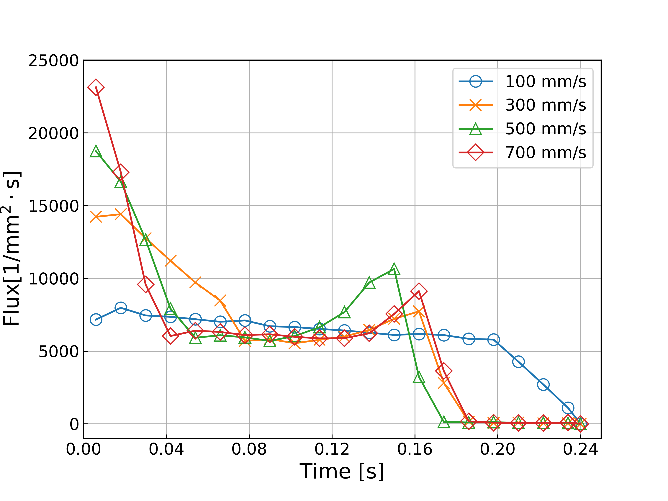 25000
20000
15000
10000
5000
0
Flux[1/mm² · s]
0.00 0.04 0.08 0.12 0.16 0.20 0.24
Time [s]
100 mm/s
300 mm/s
500 mm/s
700 mm/s